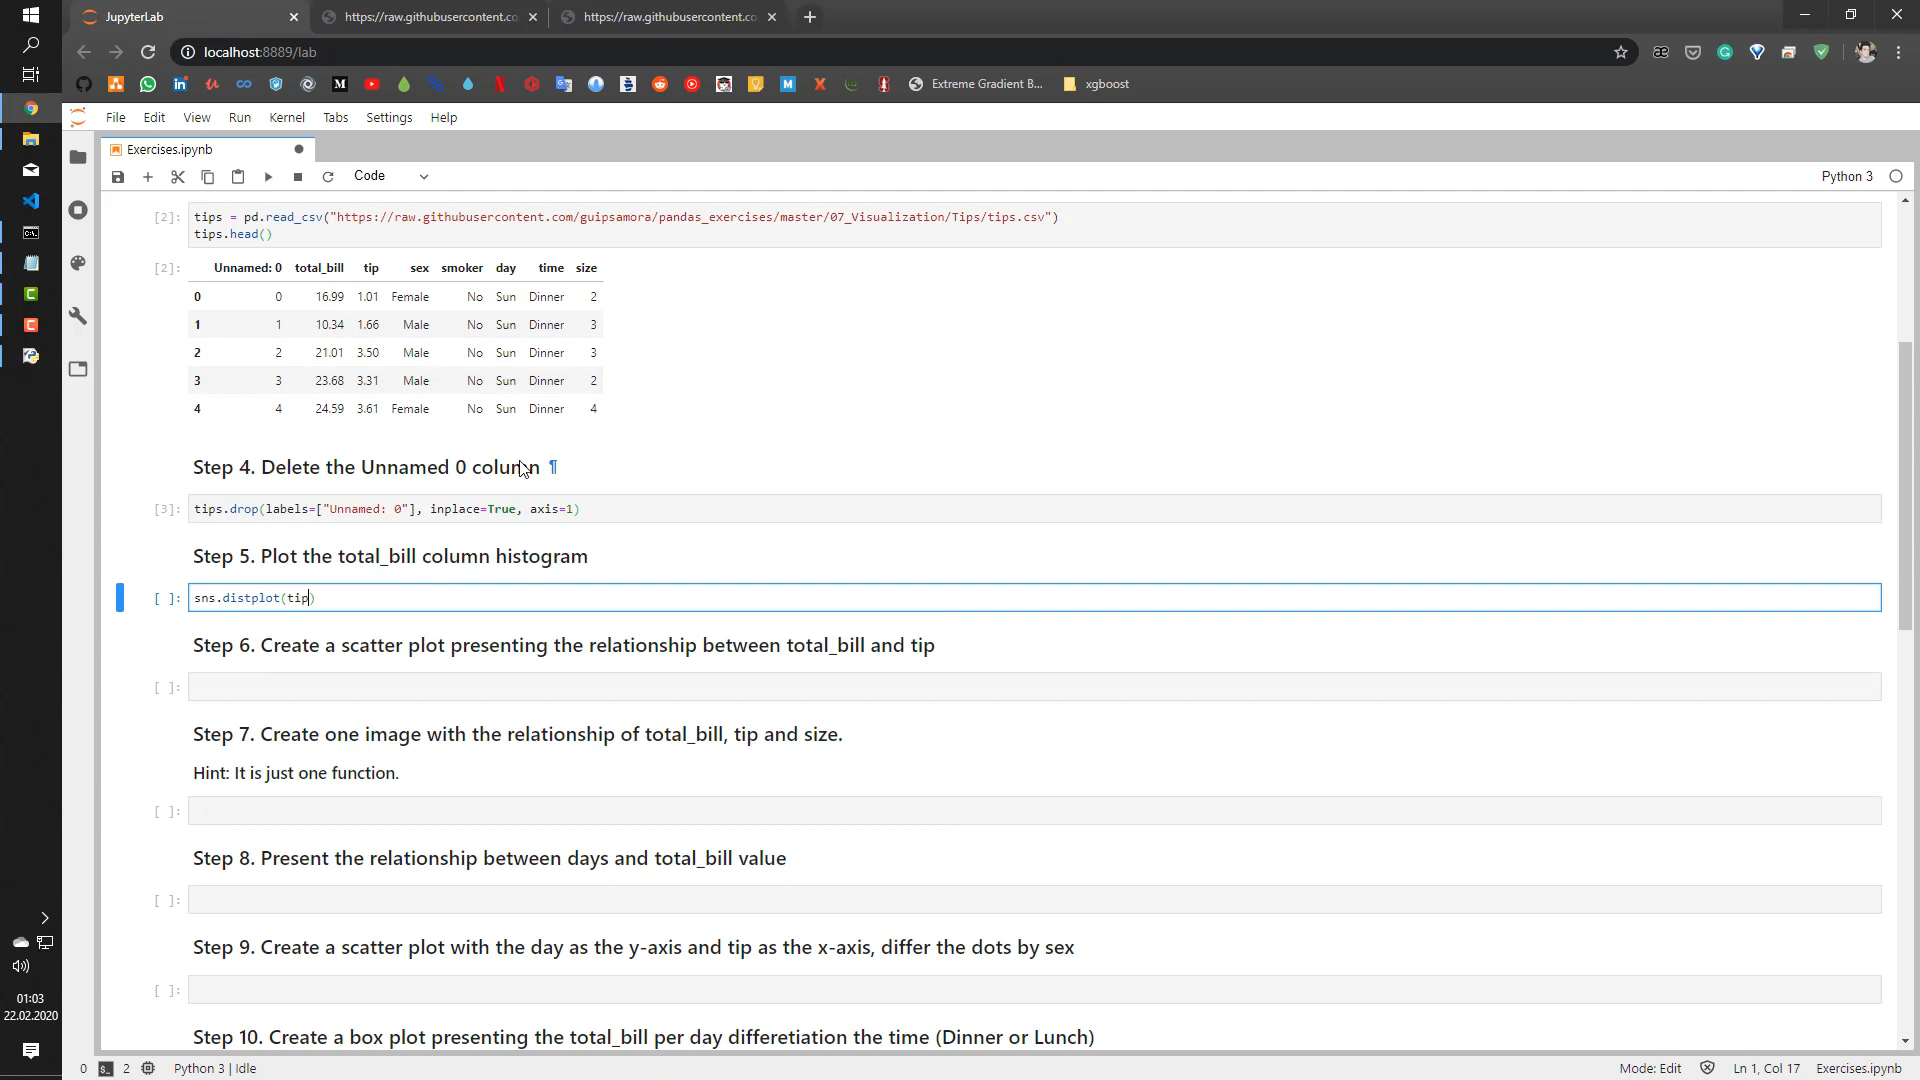 JupyterLab
https://raw.githubusercontent.co
https://raw.githubusercontent.co
localhost:8889/lab
Extreme Gradient B...
xgboost
File Edit View Run Kernel Tabs Settings Help
Exercises.ipynb
Code
Python 3
[2]: tips = pd.read_csv("https://raw.githubusercontent.com/guipsamora/pandas_exercises/master/07_Visualization/Tips/tips.csv")
tips.head()
[2]: Unnamed: 0 total_bill tip sex smoker day time size
0 0 16.99 1.01 Female No Sun Dinner 2
1 1 10.34 1.66 Male No Sun Dinner 3
2 2 21.01 3.50 Male No Sun Dinner 3
3 3 23.68 3.31 Male No Sun Dinner 2
4 4 24.59 3.61 Female No Sun Dinner 4
Step 4. Delete the Unnamed 0 column ¶
[3]: tips.drop(labels=["Unnamed: 0"], inplace=True, axis=1)
Step 5. Plot the total_bill column histogram
[ ]: sns.distplot(tip)
Step 6. Create a scatter plot presenting the relationship between total_bill and tip
[ ]:
Step 7. Create one image with the relationship of total_bill, tip and size.
Hint: It is just one function.
[ ]:
Step 8. Present the relationship between days and total_bill value
[ ]:
Step 9. Create a scatter plot with the day as the y-axis and tip as the x-axis, differ the dots by sex
[ ]:
Step 10. Create a box plot presenting the total_bill per day differetiation the time (Dinner or Lunch)
01:03
22.02.2020
0 2 Python 3 | Idle
Mode: Edit Ln 1, Col 17 Exercises.ipynb